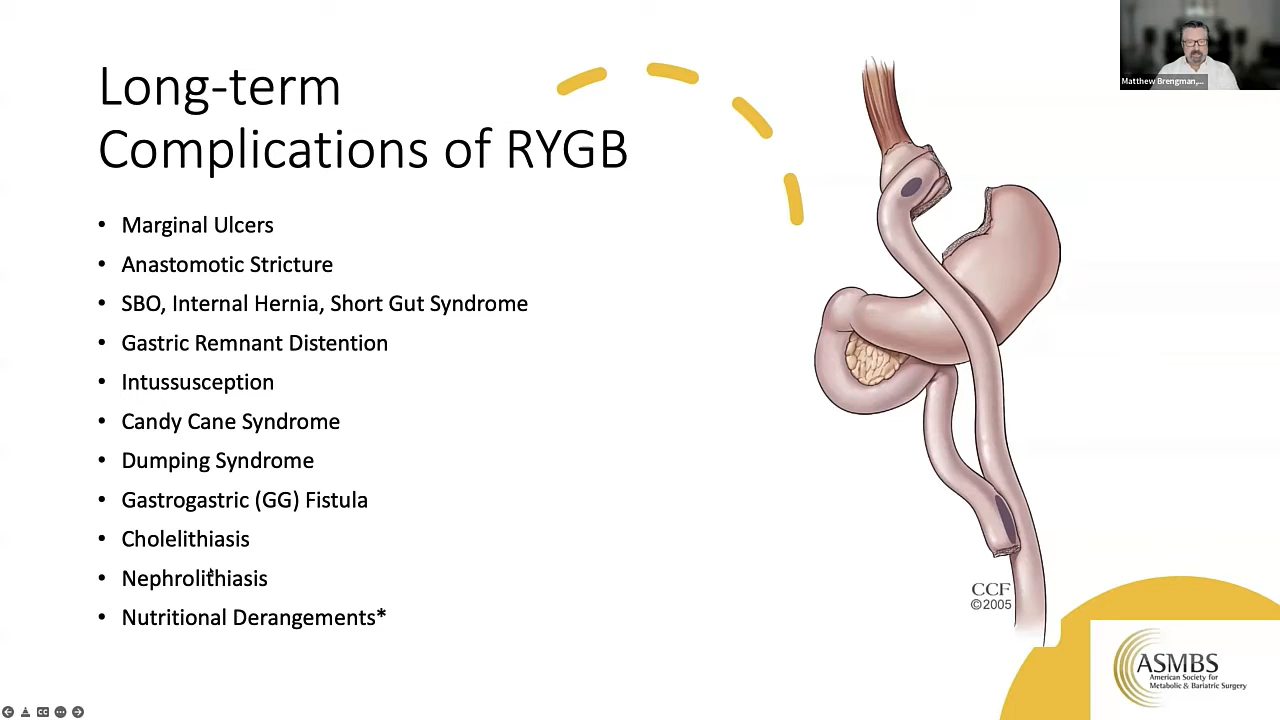 Long-term
Complications of RYGB
• Marginal Ulcers
• Anastomotic Stricture
• SBO, Internal Hernia, Short Gut Syndrome
• Gastric Remnant Distention
• Intussusception
• Candy Cane Syndrome
• Dumping Syndrome
• Gastrogastric (GG) Fistula
• Cholelithiasis
• Nephrolithiasis
• Nutritional Derangements*
Matthew Brengman,...
CCF
©2005
ASMBS
American Society for
Metabolic & Bariatric Surgery
CC